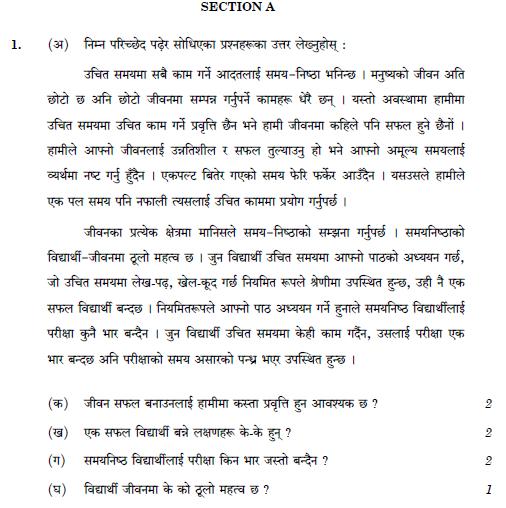 SECTION A
1. (अ) निम्न परिच्छेद पढ़ेर सोधिएका प्रश्नहरूका उत्तर लेख्नुहोस् :
उचित समयमा सबै काम गर्ने आदतलाई समय–निष्ठा भनिन्छ । मनुष्यको जीवन अति
छोटो छ अनि छोटो जीवनमा सम्पन्न गर्नुपर्ने कामहरू धेरै छन् । यस्तो अवस्थामा हामीमा
उचित समयमा उचित काम गर्ने प्रवृत्ति छैन भने हामी जीवनमा कहिले पनि सफल हुने छैनों ।
हामीले आफ्नो जीवनलाई उन्नतिशील र सफल तुल्याउनु हो भने आफ्नो अमूल्य समयलाई
व्यर्थमा नष्ट गर्नु हुँदैन । एकपल्ट बितेर गएको समय फेरि फर्केर आउँदैन । यसउसले हामीले
एक पल समय पनि नफाली त्यसलाई उचित काममा प्रयोग गर्नुपर्छ ।
जीवनका प्रत्येक क्षेत्रमा मानिसले समय–निष्ठाको सम्झना गर्नुपर्छ । समयनिष्ठाको
विद्यार्थी–जीवनमा ठूलो महत्व छ । जुन विद्यार्थी उचित समयमा आफ्नो पाठको अध्ययन गर्छ,
जो उचित समयमा लेख-पढ़, खेल-कूद गर्छ नियमित रूपले श्रेणीमा उपस्थित हुन्छ, उही नै एक
सफल विद्यार्थी बन्दछ । नियमितरूपले आफ्नो पाठ अध्ययन गर्ने हुनाले समयनिष्ठ विद्यार्थीलाई
परीक्षा कुनै भार बन्दैन । जुन विद्यार्थी उचित समयमा केही काम गर्दैन, उसलाई परीक्षा एक
भार बन्दछ अनि परीक्षाको समय असारको पन्ध्र भएर उपस्थित हुन्छ ।
(क) जीवन सफल बनाउनलाई हामीमा कस्ता प्रवृत्ति हुन आवश्यक छ ? 2
(ख) एक सफल विद्यार्थी बन्ने लक्षणहरू के-के हुन् ? 2
(ग) समयनिष्ठ विद्यार्थीलाई परीक्षा किन भार जस्तो बन्दैन ? 2
(घ) विद्यार्थी जीवनमा के को ठूलो महत्व छ ? 1